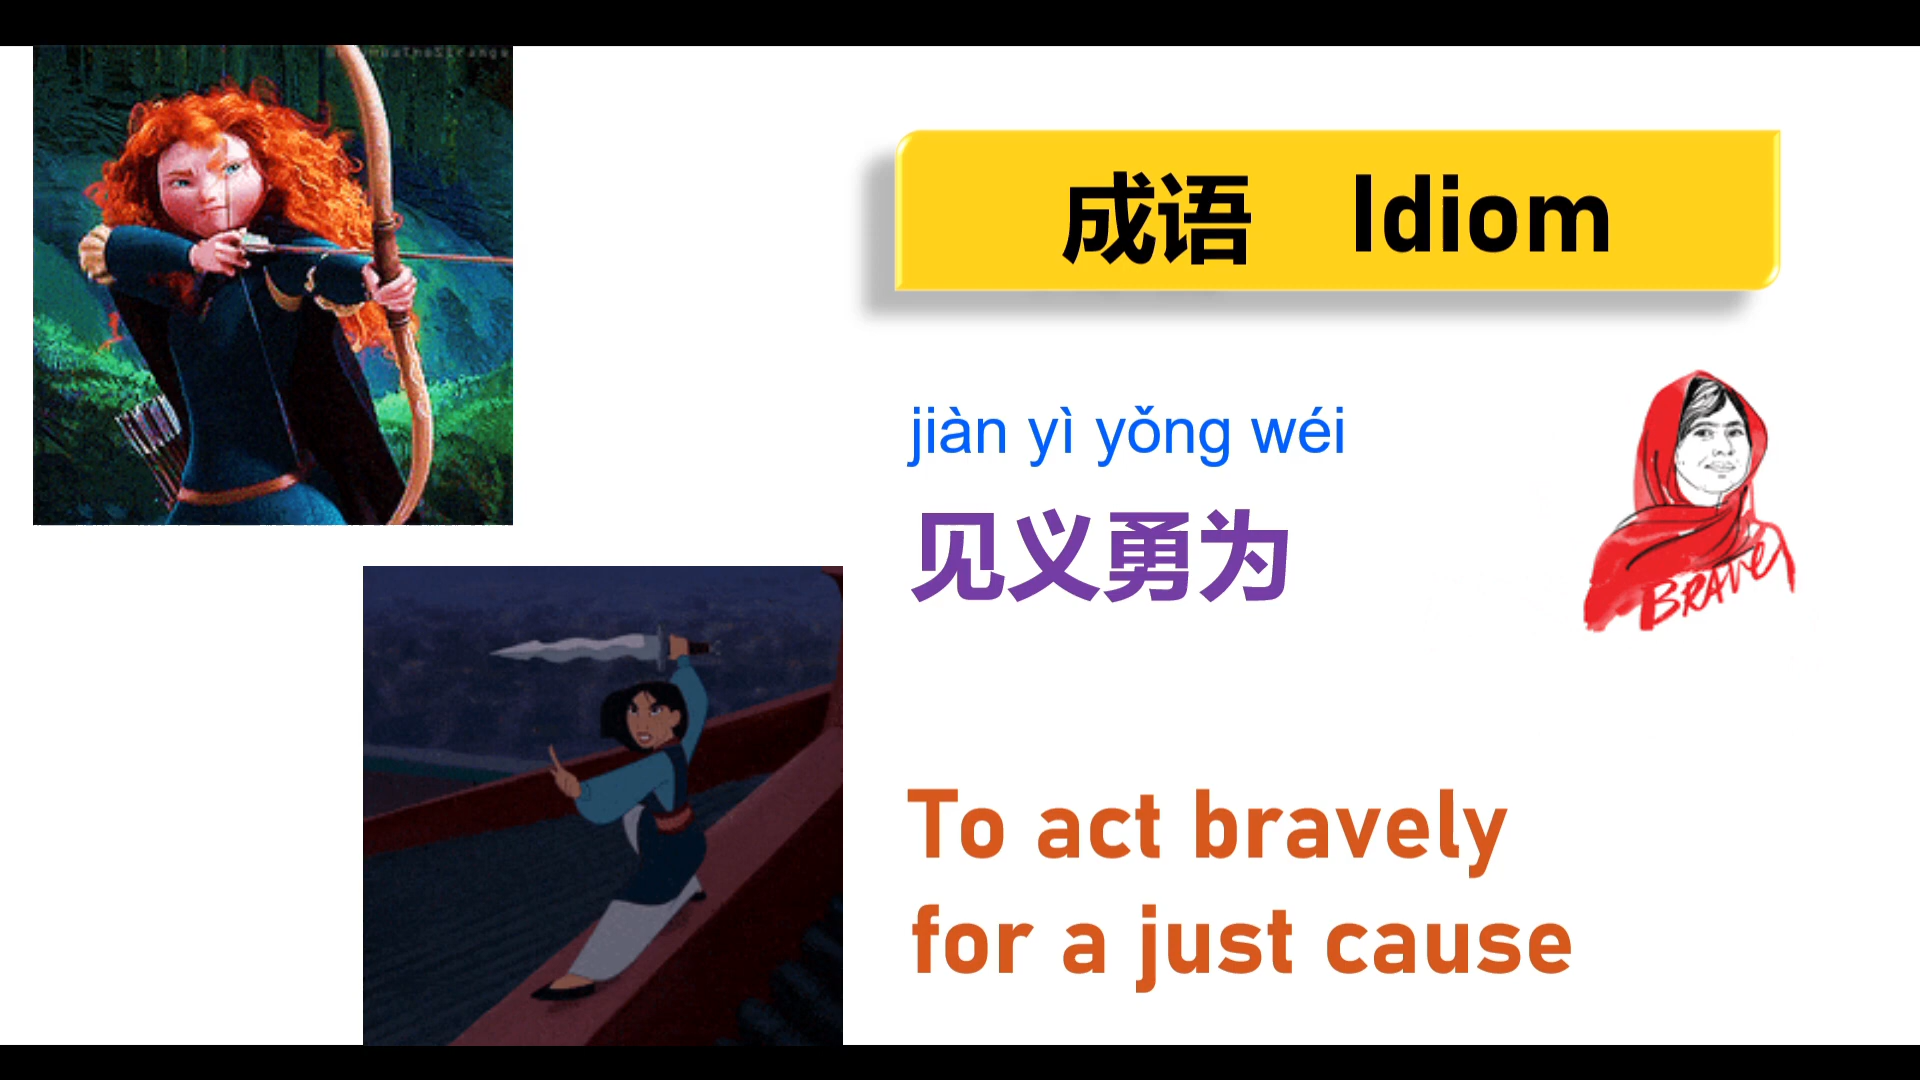 成语 Idiom
jiàn yì yǒng wéi
见义勇为
BRAVE
To act bravely
for a just cause